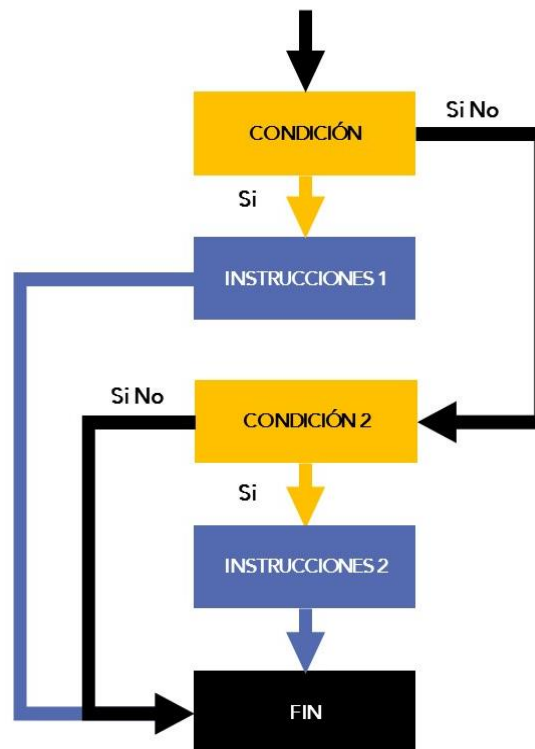 Si No
CONDICIÓN
Si
INSTRUCCIONES 1
Si No
CONDICIÓN 2
Si
INSTRUCCIONES 2
FIN